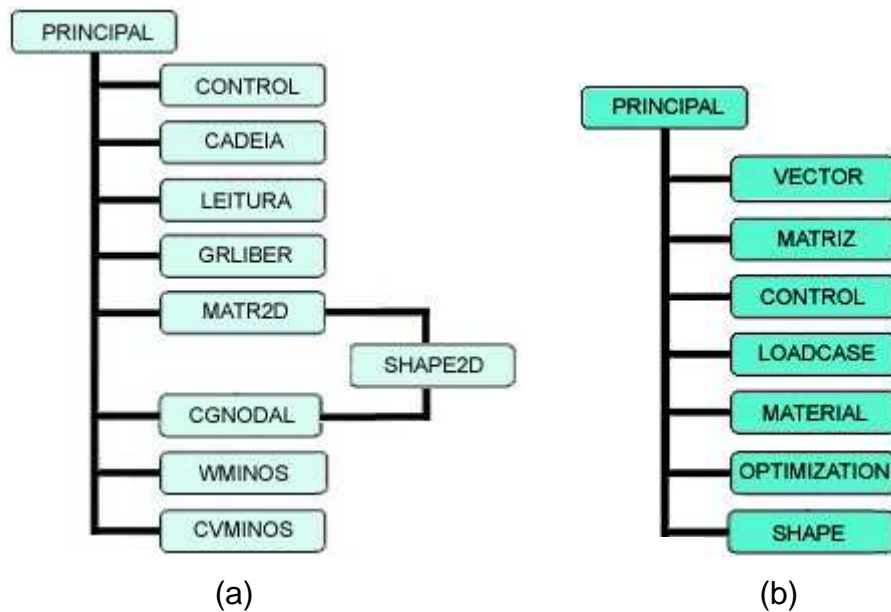 PRINCIPAL
CONTROL
CADEIA
LEITURA
GRLIBER
MATR2D
SHAPE2D
CGNODAL
WMINOS
CVMINOS
(a)
PRINCIPAL
VECTOR
MATRIZ
CONTROL
LOADCASE
MATERIAL
OPTIMIZATION
SHAPE
(b)